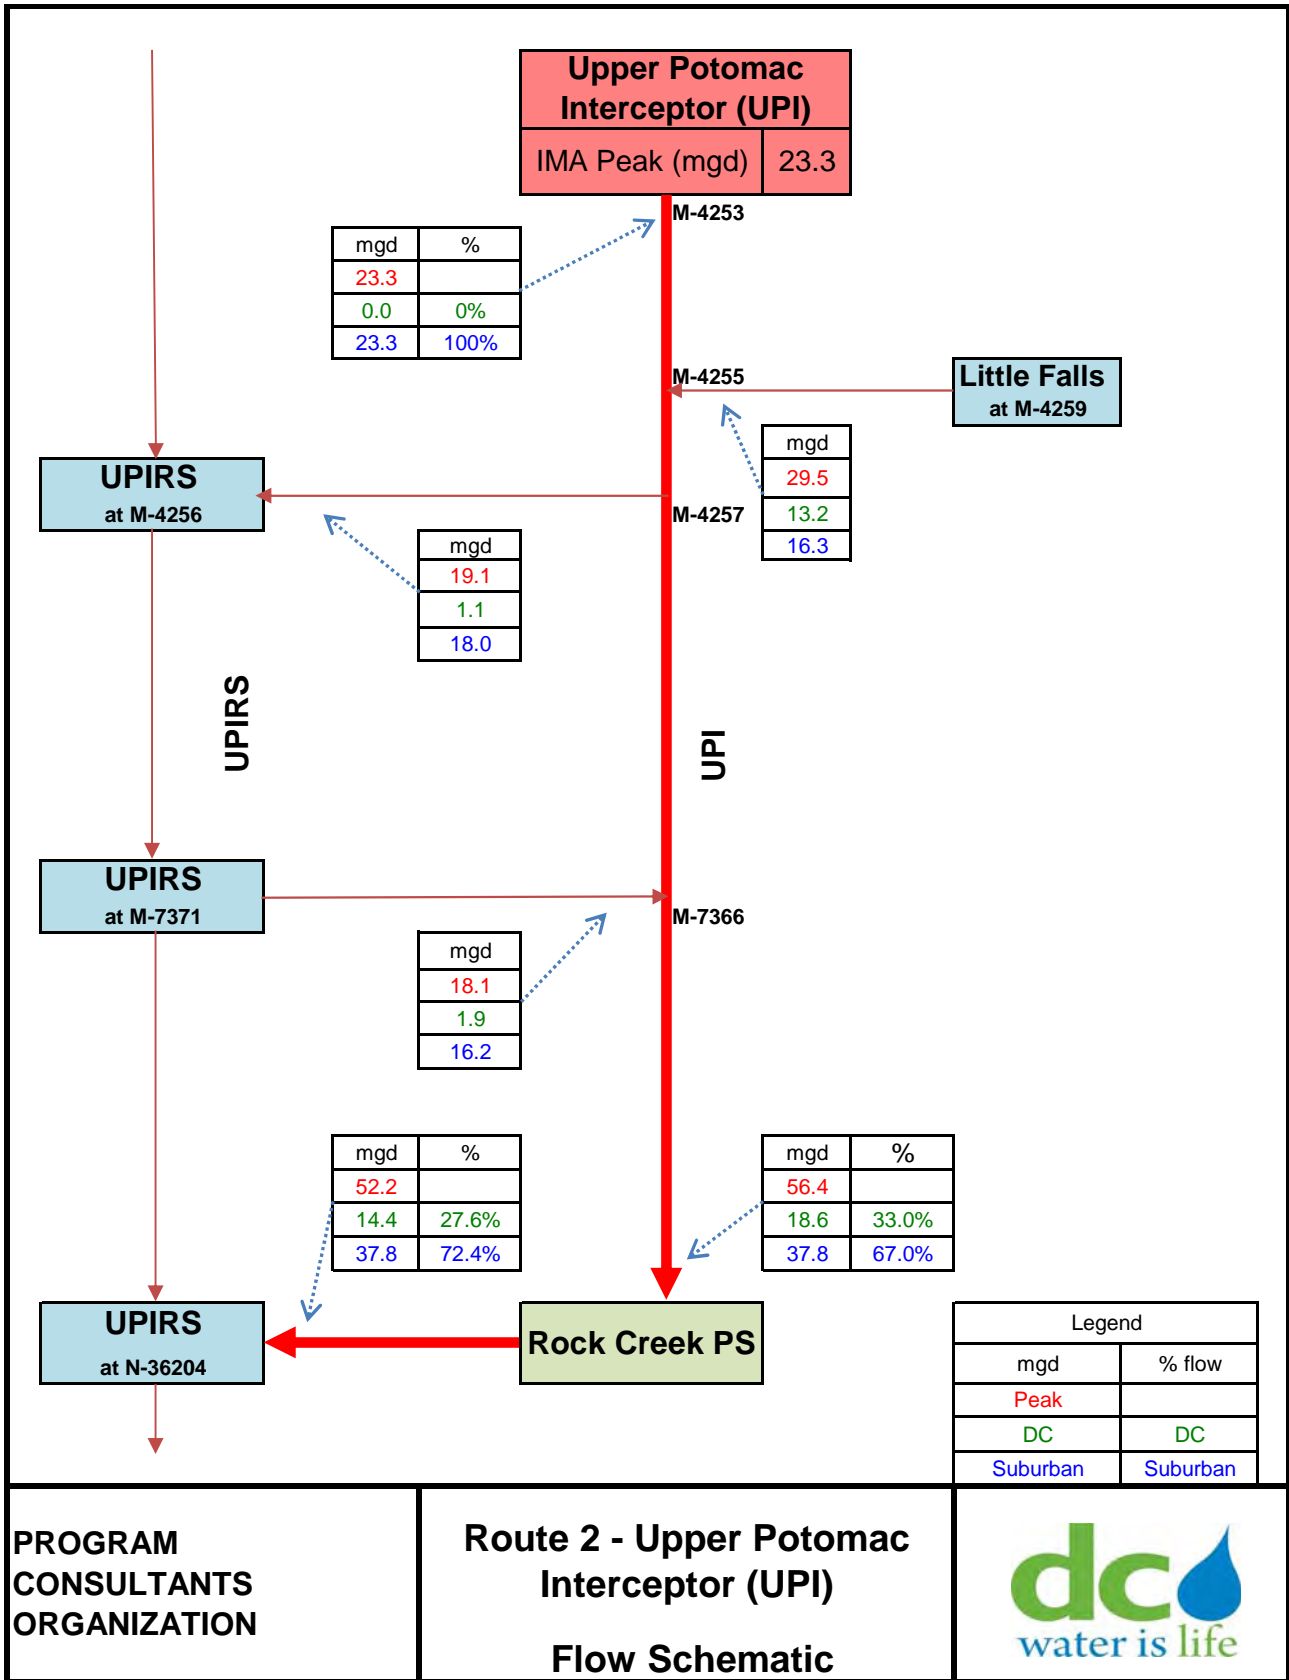 Upper Potomac
Interceptor (UPI)
IMA Peak (mgd) 23.3
M-4253
mgd %
23.3
0.0 0%
23.3 100%
M-4255
Little Falls
at M-4259
mgd
29.5
13.2
16.3
UPIRS
at M-4256
M-4257
mgd
19.1
1.1
18.0
UPIRS
UPI
UPIRS
at M-7371
M-7366
mgd
18.1
1.9
16.2
mgd %
52.2
14.4 27.6%
37.8 72.4%
mgd %
56.4
18.6 33.0%
37.8 67.0%
UPIRS
at N-36204
Rock Creek PS
Legend
mgd % flow
Peak
DC DC
Suburban Suburban
PROGRAM
CONSULTANTS
ORGANIZATION
Route 2 - Upper Potomac
Interceptor (UPI)
Flow Schematic
dc
water is life